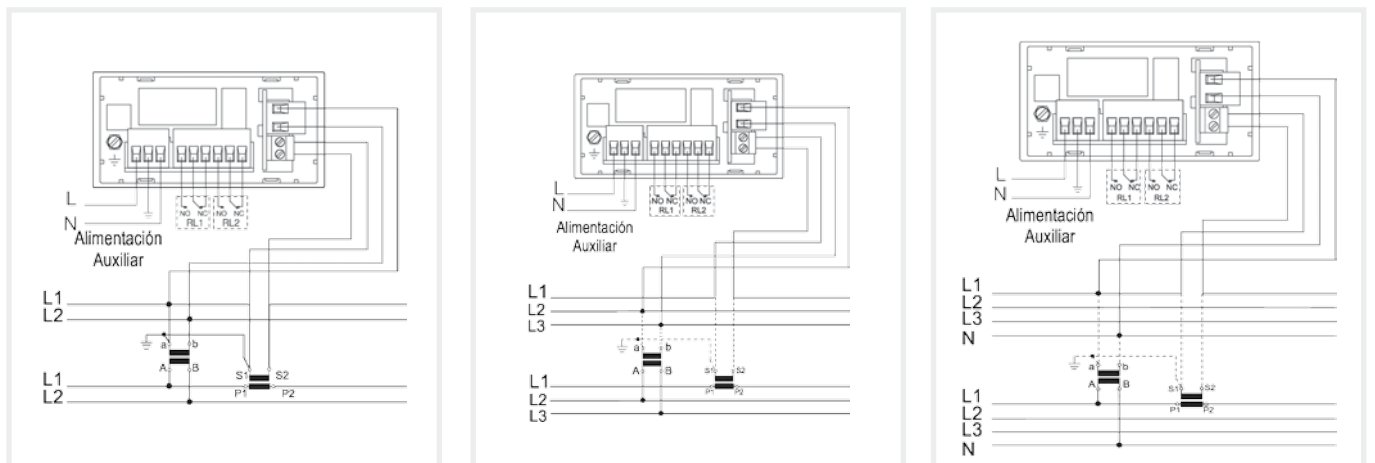 NO NC NO NC
RL1 RL2
L
N
Alimentación
Auxiliar
L1
L2
a b
A B
S1 S2
L1
P1 P2
L2
NO NC NO NC
RL1 RL2
L
N
Alimentación
Auxiliar
L1
L2
L3
a b
A B
S1 S2
L1
P1 P2
L2
L3
NO NC NO NC
RL1 RL2
L
N
Alimentación
Auxiliar
L1
L2
L3
N
a b
A B
S1 S2
L1
P1 P2
L2
L3
N